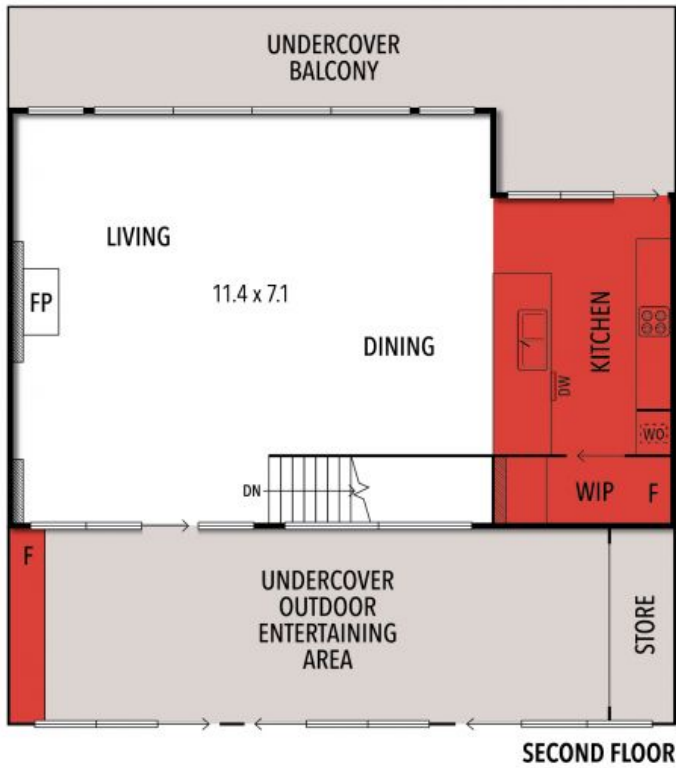 UNDERCOVER
BALCONY
LIVING
FP
11.4 x 7.1
DINING
KITCHEN
DW
WO
DN
WIP
F
F
UNDERCOVER
OUTDOOR
ENTERTAINING
AREA
STORE
SECOND FLOOR